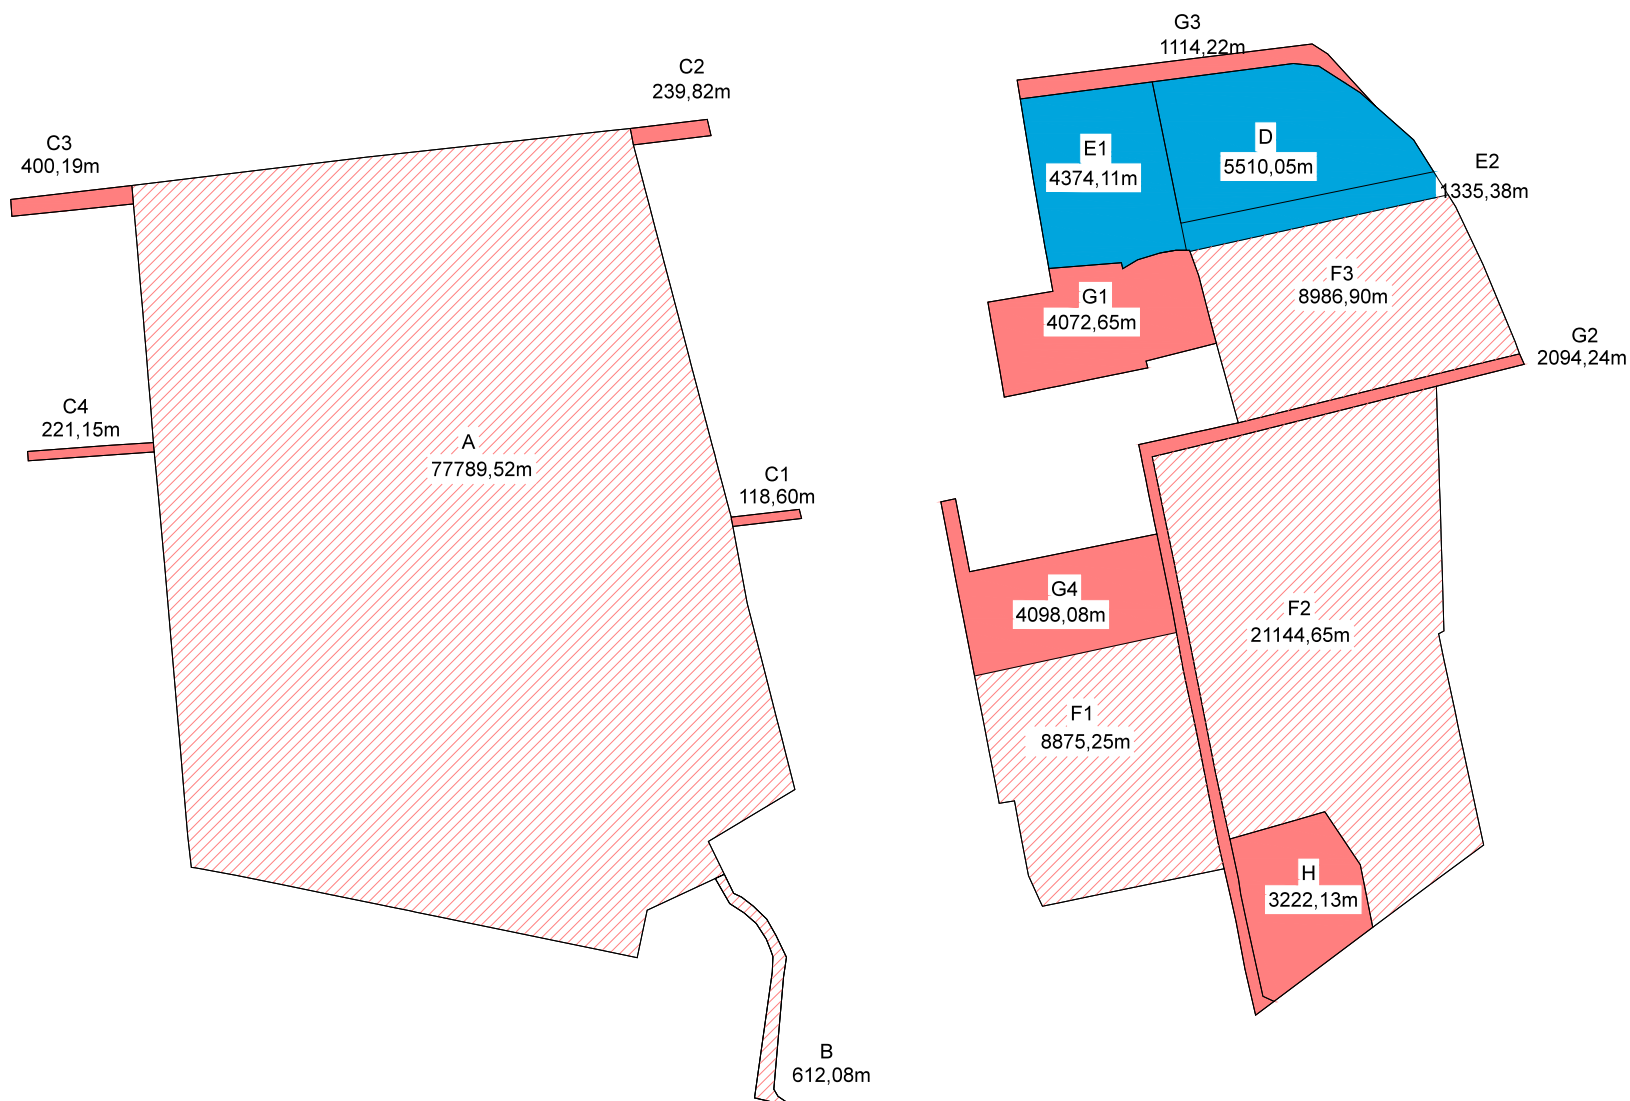 G3
1114,22m
C2
239,82m
C3
400,19m
E1
4374,11m
D
5510,05m
E2
1335,38m
F3
8986,90m
G1
4072,65m
G2
2094,24m
C4
221,15m
A
77789,52m
C1
118,60m
G4
4098,08m
F2
21144,65m
F1
8875,25m
H
3222,13m
B
612,08m